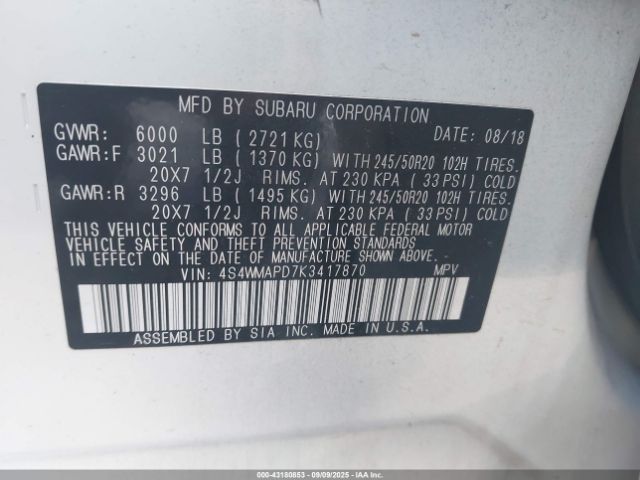 MFD BY SUBARU CORPORATION
GVWR: 6000 LB ( 2721 KG) DATE: 08/18
GAWR:F 3021 LB ( 1370 KG) WITH 245/50R20 102H TIRES.
20X7 1/2J RIMS. AT 230 KPA ( 33 PSI) COLD
GAWR:R 3296 LB ( 1495 KG) WITH 245/50R20 102H TIRES.
20X7 1/2J RIMS. AT 230 KPA ( 33 PSI) COLD
THIS VEHICLE CONFORMS TO ALL APPLICABLE FEDERAL MOTOR
VEHICLE SAFETY AND THEFT PREVENTION STANDARDS
IN EFFECT ON THE DATE OF MANUFACTURE SHOWN ABOVE.
VIN: 4S4WMAPD7K3417870 MPV
ASSEMBLED BY SIA INC. MADE IN U.S.A.
000-43180853 - 09/09/2025 - www.iaai.com